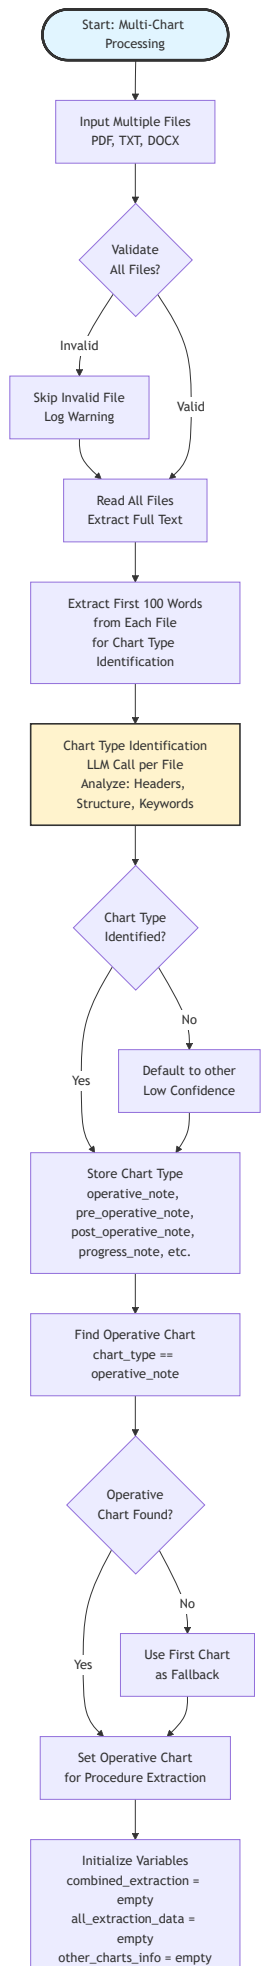 Start: Multi-Chart
Processing
Input Multiple Files
PDF, TXT, DOCX
Validate
All Files?
Invalid
Skip Invalid File
Log Warning
Valid
Read All Files
Extract Full Text
Extract First 100 Words
from Each File
for Chart Type
Identification
Chart Type Identification
LLM Call per File
Analyze: Headers,
Structure, Keywords
Chart Type
Identified?
No
Default to other
Low Confidence
Yes
Store Chart Type
operative_note,
pre_operative_note,
post_operative_note,
progress_note, etc.
Find Operative Chart
chart_type ==
operative_note
Operative
Chart Found?
No
Use First Chart
as Fallback
Yes
Set Operative Chart
for Procedure Extraction
Initialize Variables
combined_extraction =
empty
all_extraction_data =
empty
other_charts_info = empty